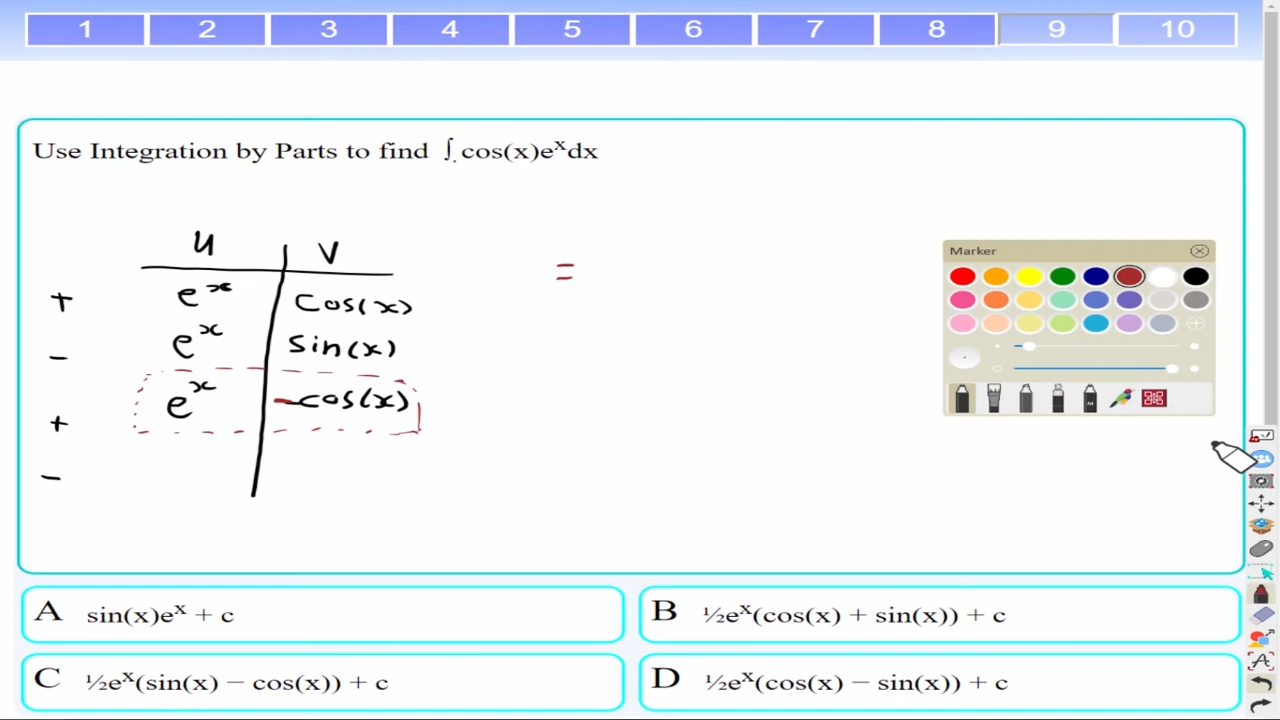 1 2 3 4 5 6 7 8 9 10
Use Integration by Parts to find ∫ cos(x)eˣdx
u v
+ eˣ cos(x)
- eˣ sin(x)
+ eˣ -cos(x)
-
=
Marker
A sin(x)eˣ + c
B ½eˣ(cos(x) + sin(x)) + c
C ½eˣ(sin(x) − cos(x)) + c
D ½eˣ(cos(x) − sin(x)) + c